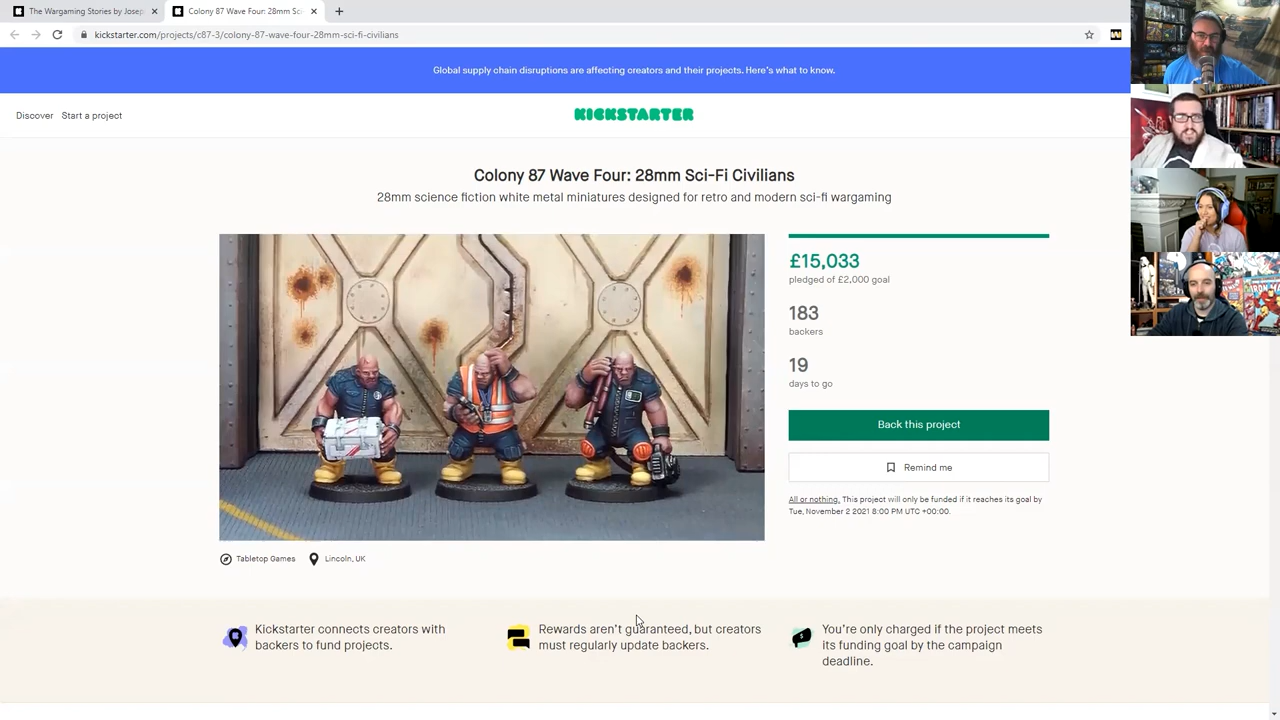 The Wargaming Stories by Josep
Colony 87 Wave Four: 28mm Sci-
kickstarter.com/projects/c87-3/colony-87-wave-four-28mm-sci-fi-civilians
Global supply chain disruptions are affecting creators and their projects. Here's what to know.
Discover Start a project
KICKSTARTER
Colony 87 Wave Four: 28mm Sci-Fi Civilians
28mm science fiction white metal miniatures designed for retro and modern sci-fi wargaming
£15,033
pledged of £2,000 goal
183
backers
19
days to go
Back this project
Remind me
All or nothing. This project will only be funded if it reaches its goal by
Tue, November 2 2021 8:00 PM UTC +00:00.
Tabletop Games Lincoln, UK
Kickstarter connects creators with
backers to fund projects.
Rewards aren't guaranteed, but creators
must regularly update backers.
You're only charged if the project meets
its funding goal by the campaign
deadline.